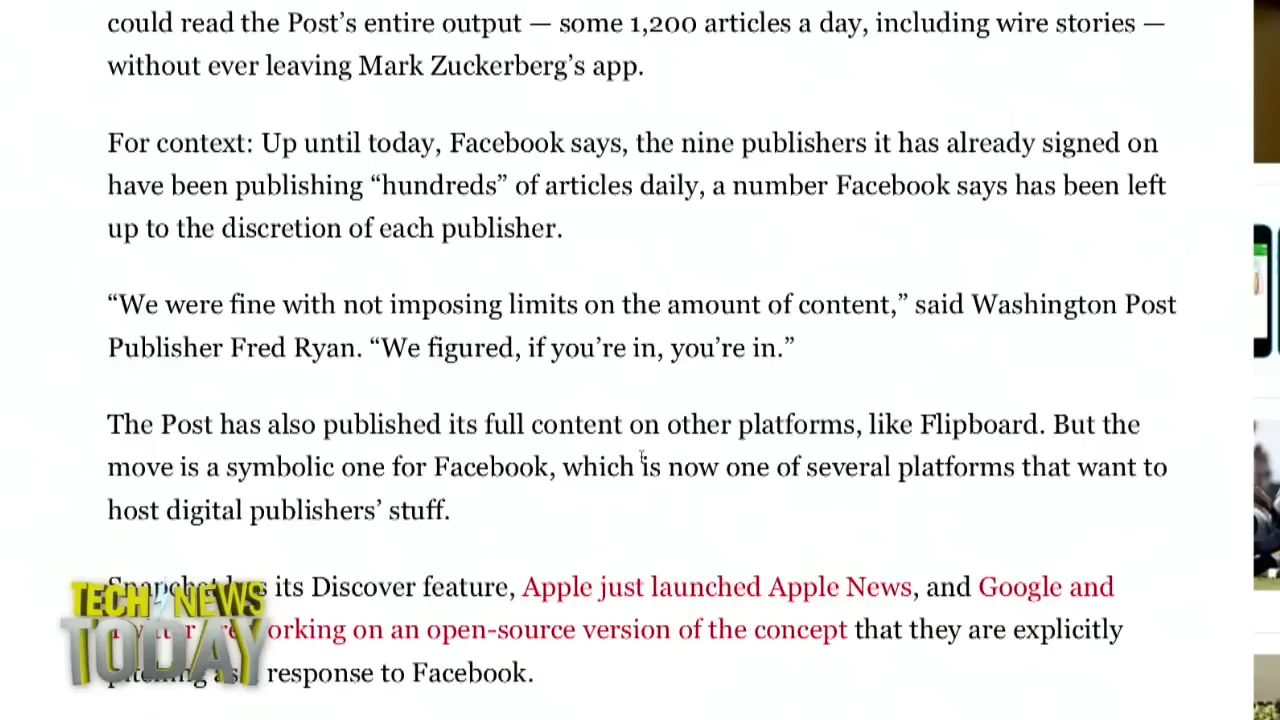 could read the Post’s entire output — some 1,200 articles a day, including wire stories —
without ever leaving Mark Zuckerberg’s app.
For context: Up until today, Facebook says, the nine publishers it has already signed on
have been publishing “hundreds” of articles daily, a number Facebook says has been left
up to the discretion of each publisher.
“We were fine with not imposing limits on the amount of content,” said Washington Post
Publisher Fred Ryan. “We figured, if you’re in, you’re in.”
The Post has also published its full content on other platforms, like Flipboard. But the
move is a symbolic one for Facebook, which is now one of several platforms that want to
host digital publishers’ stuff.
its Discover feature, Apple just launched Apple News, and Google and
working on an open-source version of the concept that they are explicitly
response to Facebook.
TECH NEWS
TODAY